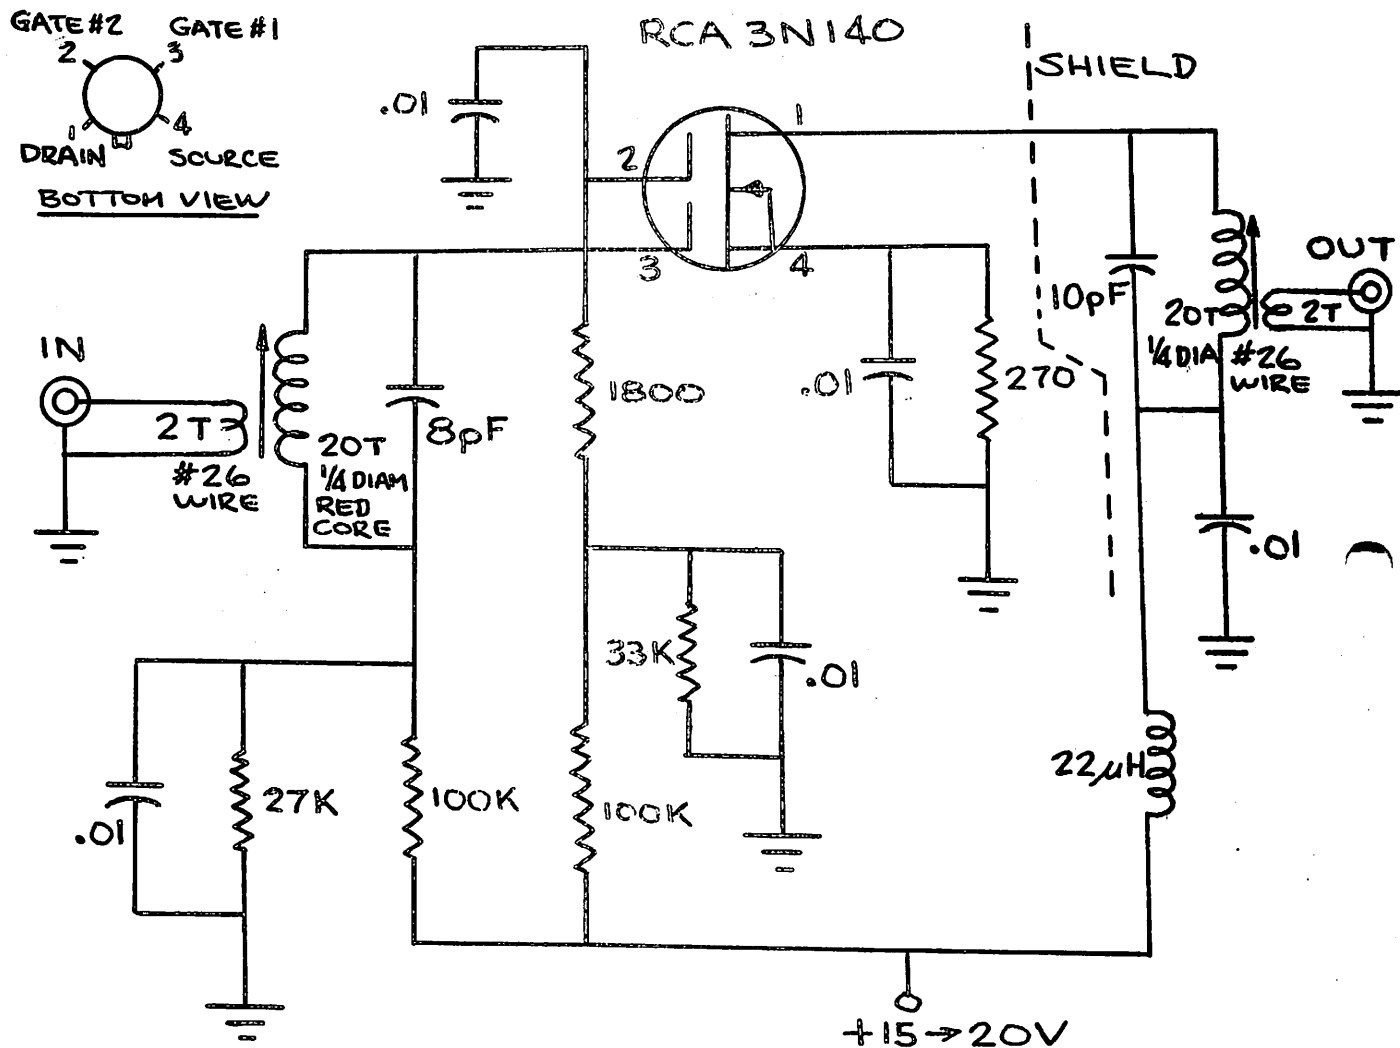 GATE #2 GATE #1
2 3
1 4
DRAIN SOURCE
BOTTOM VIEW
RCA 3N140
SHIELD
.01
1
2
3
4
OUT
10pF
20T
2T
1/4 DIA #26
WIRE
IN
2T
#26
WIRE
20T
1/4 DIAM
RED
CORE
8pF
1800
.01
270
.01
33K
.01
22μH
.01
27K
100K
100K
+15→20V